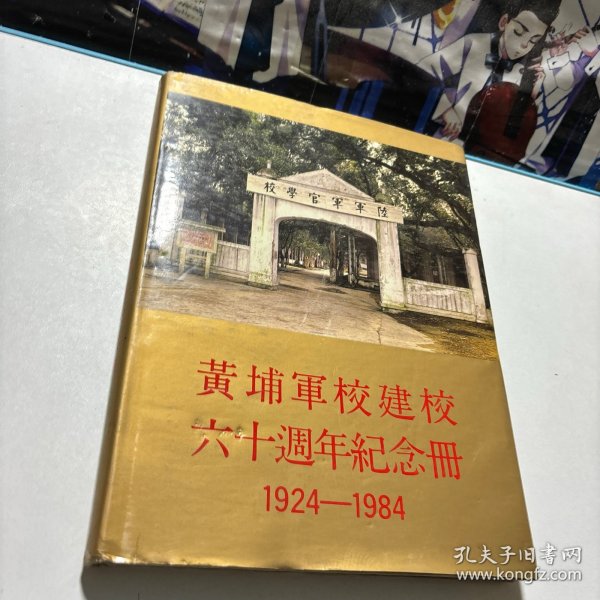 校學官軍軍陸
黃埔軍校建校
六十週年紀念冊
1924—1984
孔夫子旧书网
www.kongfz.com